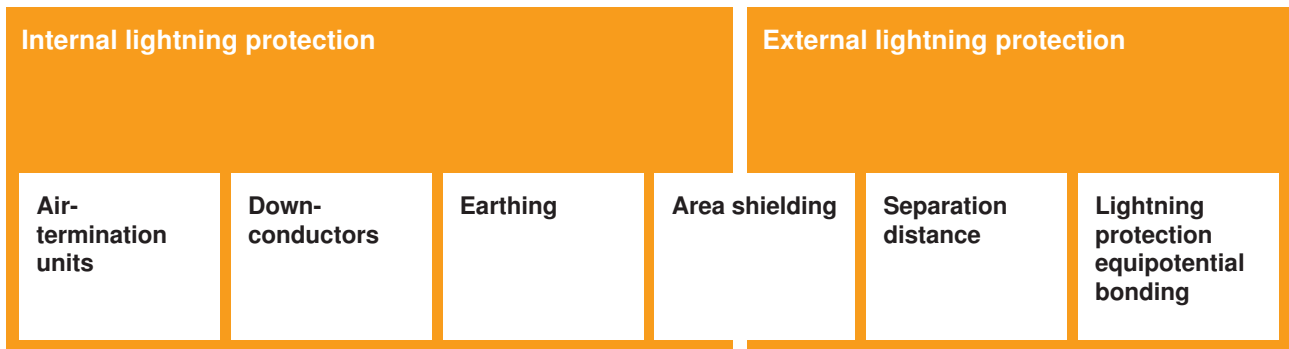 Internal lightning protection
External lightning protection
Air-
termination
units
Down-
conductors
Earthing
Area shielding
Separation
distance
Lightning
protection
equipotential
bonding